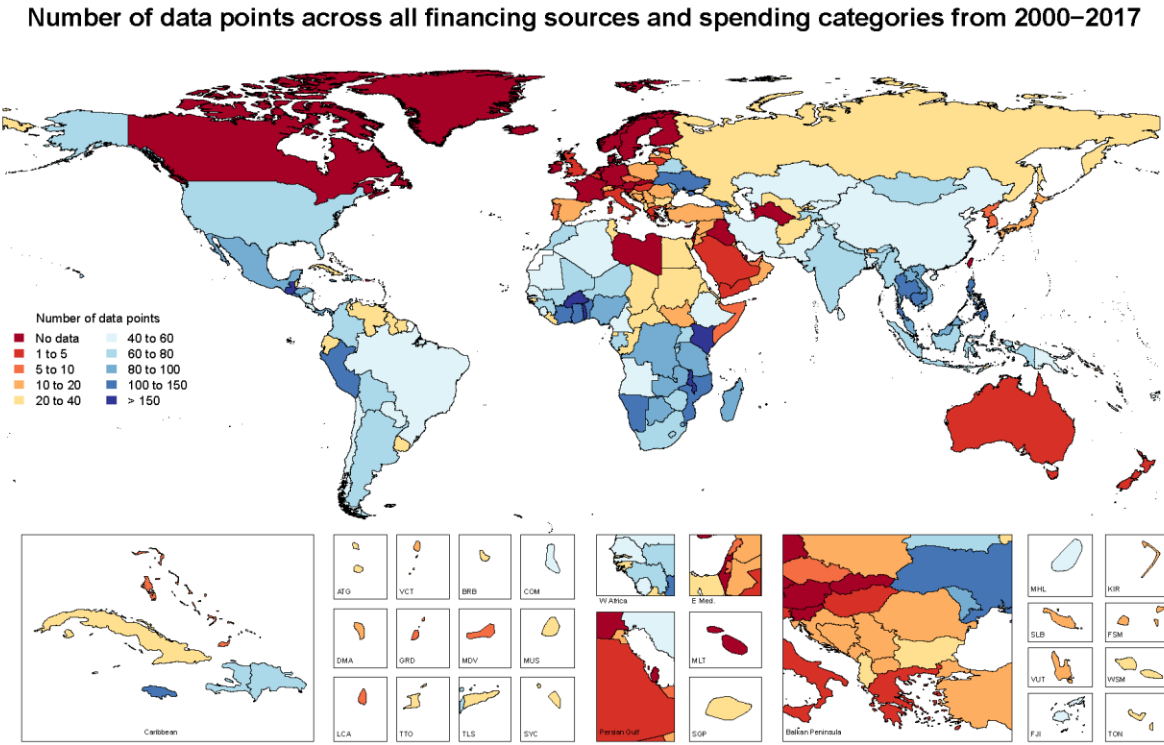 Number of data points across all financing sources and spending categories from 2000−2017
Number of data points
No data
1 to 5
5 to 10
10 to 20
20 to 40
40 to 60
60 to 80
80 to 100
100 to 150
> 150
Caribbean
ATG
VCT
BRB
COM
DMA
GRD
MDV
MUS
LCA
TTO
TLS
SYC
W Africa
E Med.
Persian Gulf
MLT
SGP
Balkan Peninsula
MHL
KIR
SLB
FSM
VUT
WSM
FJI
TON